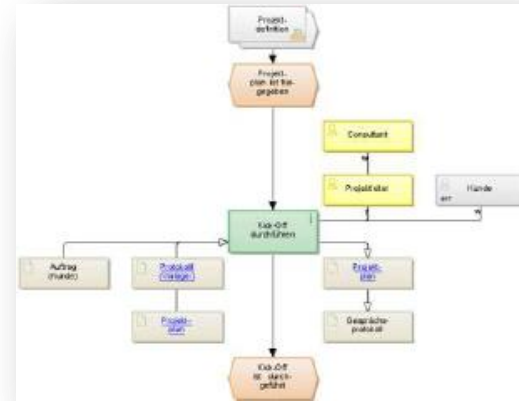 Projekt-
definition
Projekt-
plan ist frei-
gegeben
Consultant
Projektleiter
Kunde
Kick-Off
durchführen
Auftrag
(Kunde)
Protokoll
(Vorlage)
Projekt-
plan
Projekt-
plan
Gesprächs-
protokoll
Kick-Off
ist durch-
geführt